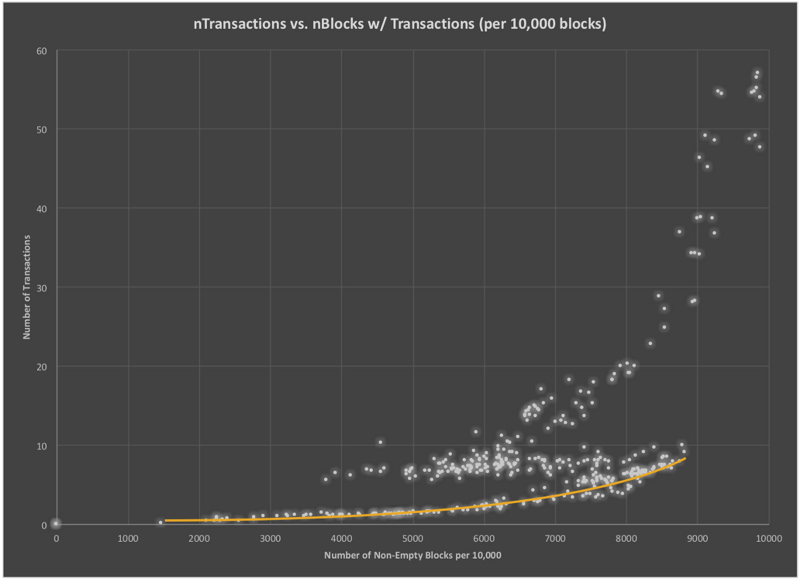 nTransactions vs. nBlocks w/ Transactions (per 10,000 blocks)
60
50
40
30
20
10
0
Number of Transactions
0 1000 2000 3000 4000 5000 6000 7000 8000 9000 10000
Number of Non-Empty Blocks per 10,000